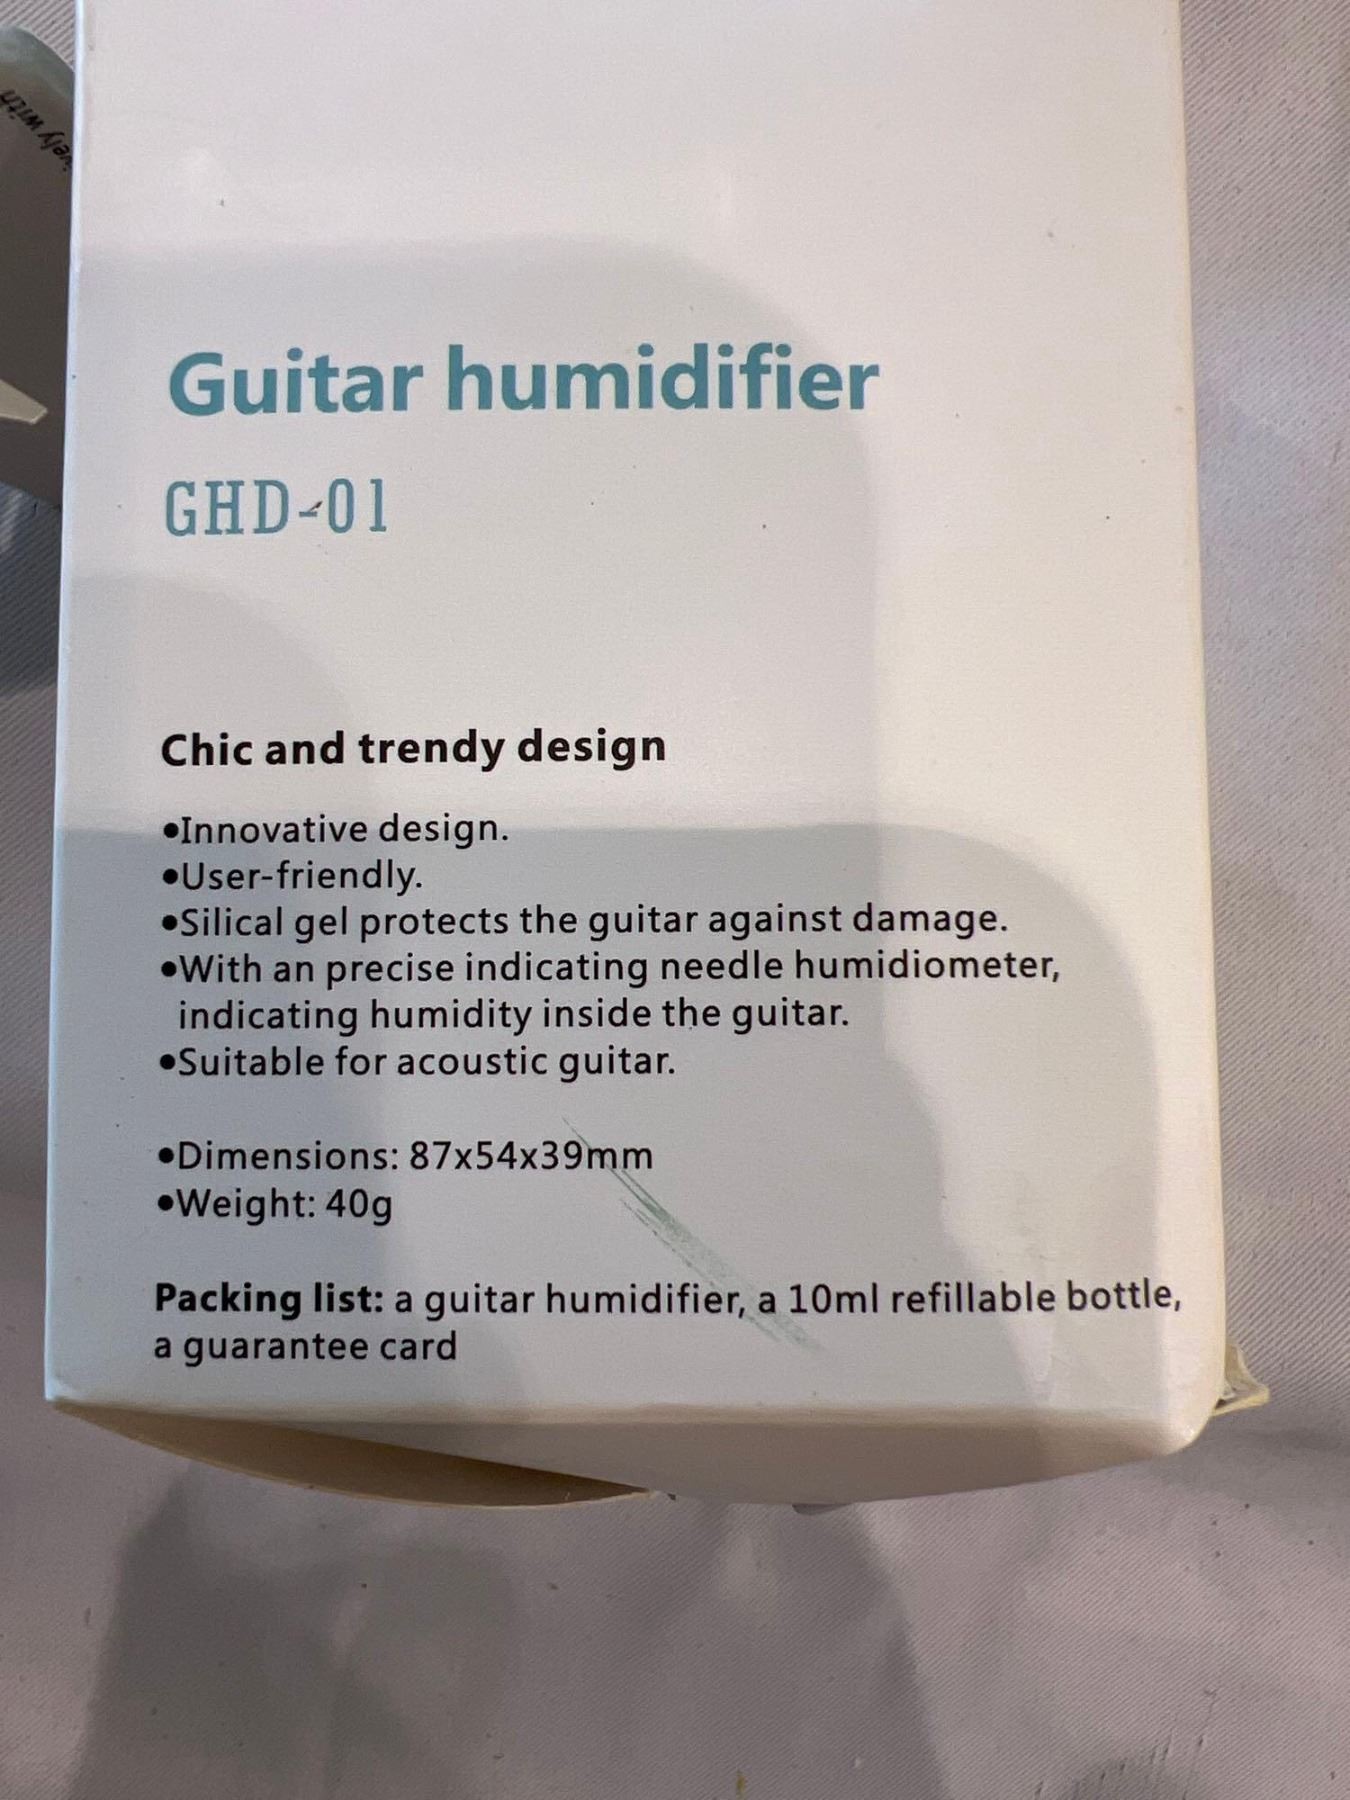 vely with
Guitar humidifier
GHD-01
Chic and trendy design
•Innovative design.
•User-friendly.
•Silical gel protects the guitar against damage.
•With an precise indicating needle humidiometer,
indicating humidity inside the guitar.
•Suitable for acoustic guitar.
•Dimensions: 87x54x39mm
•Weight: 40g
Packing list: a guitar humidifier, a 10ml refillable bottle,
a guarantee card